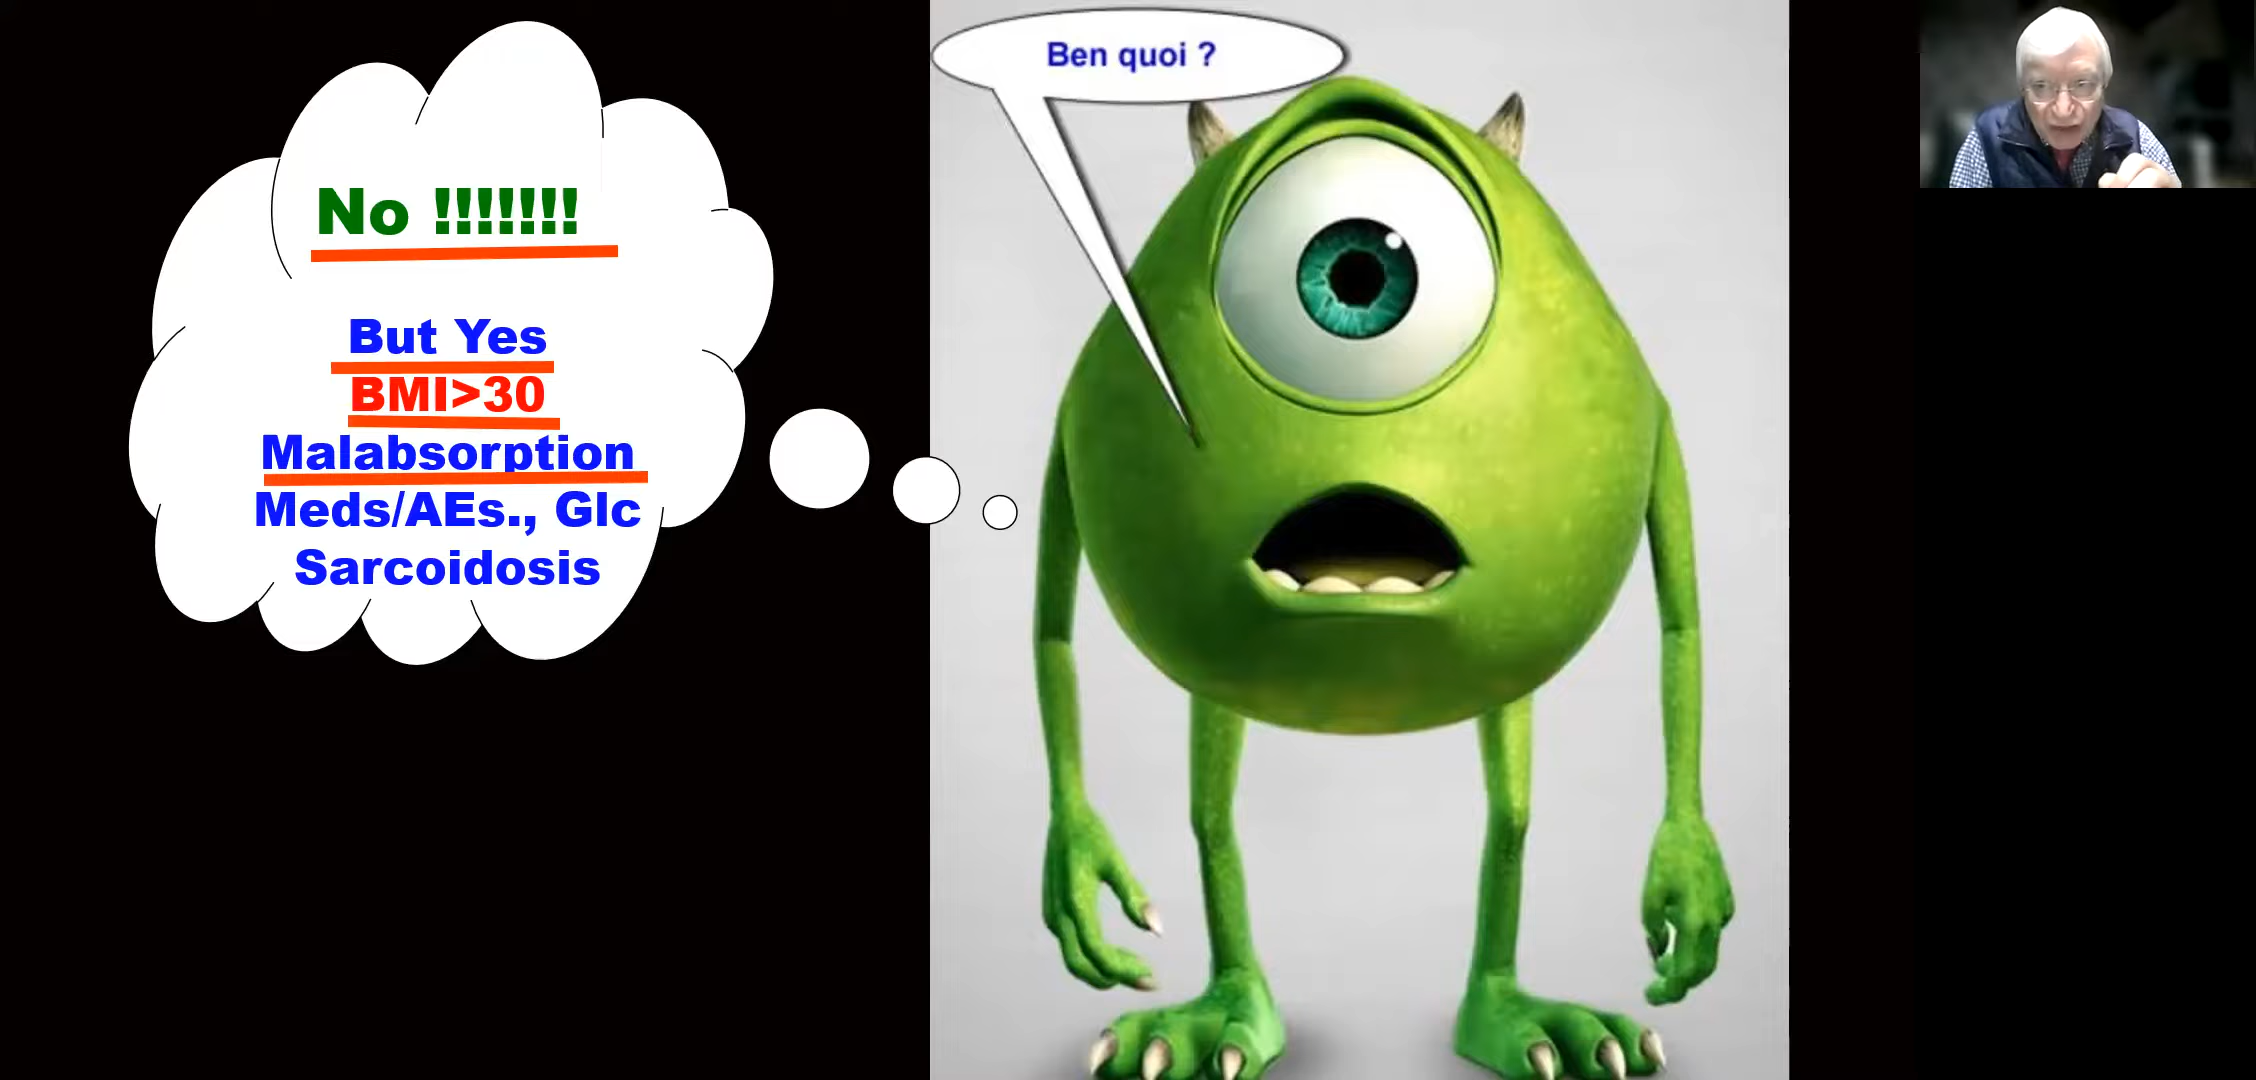 No !!!!!!!
But Yes
BMI>30
Malabsorption
Meds/AEs., Glc
Sarcoidosis
Ben quoi ?